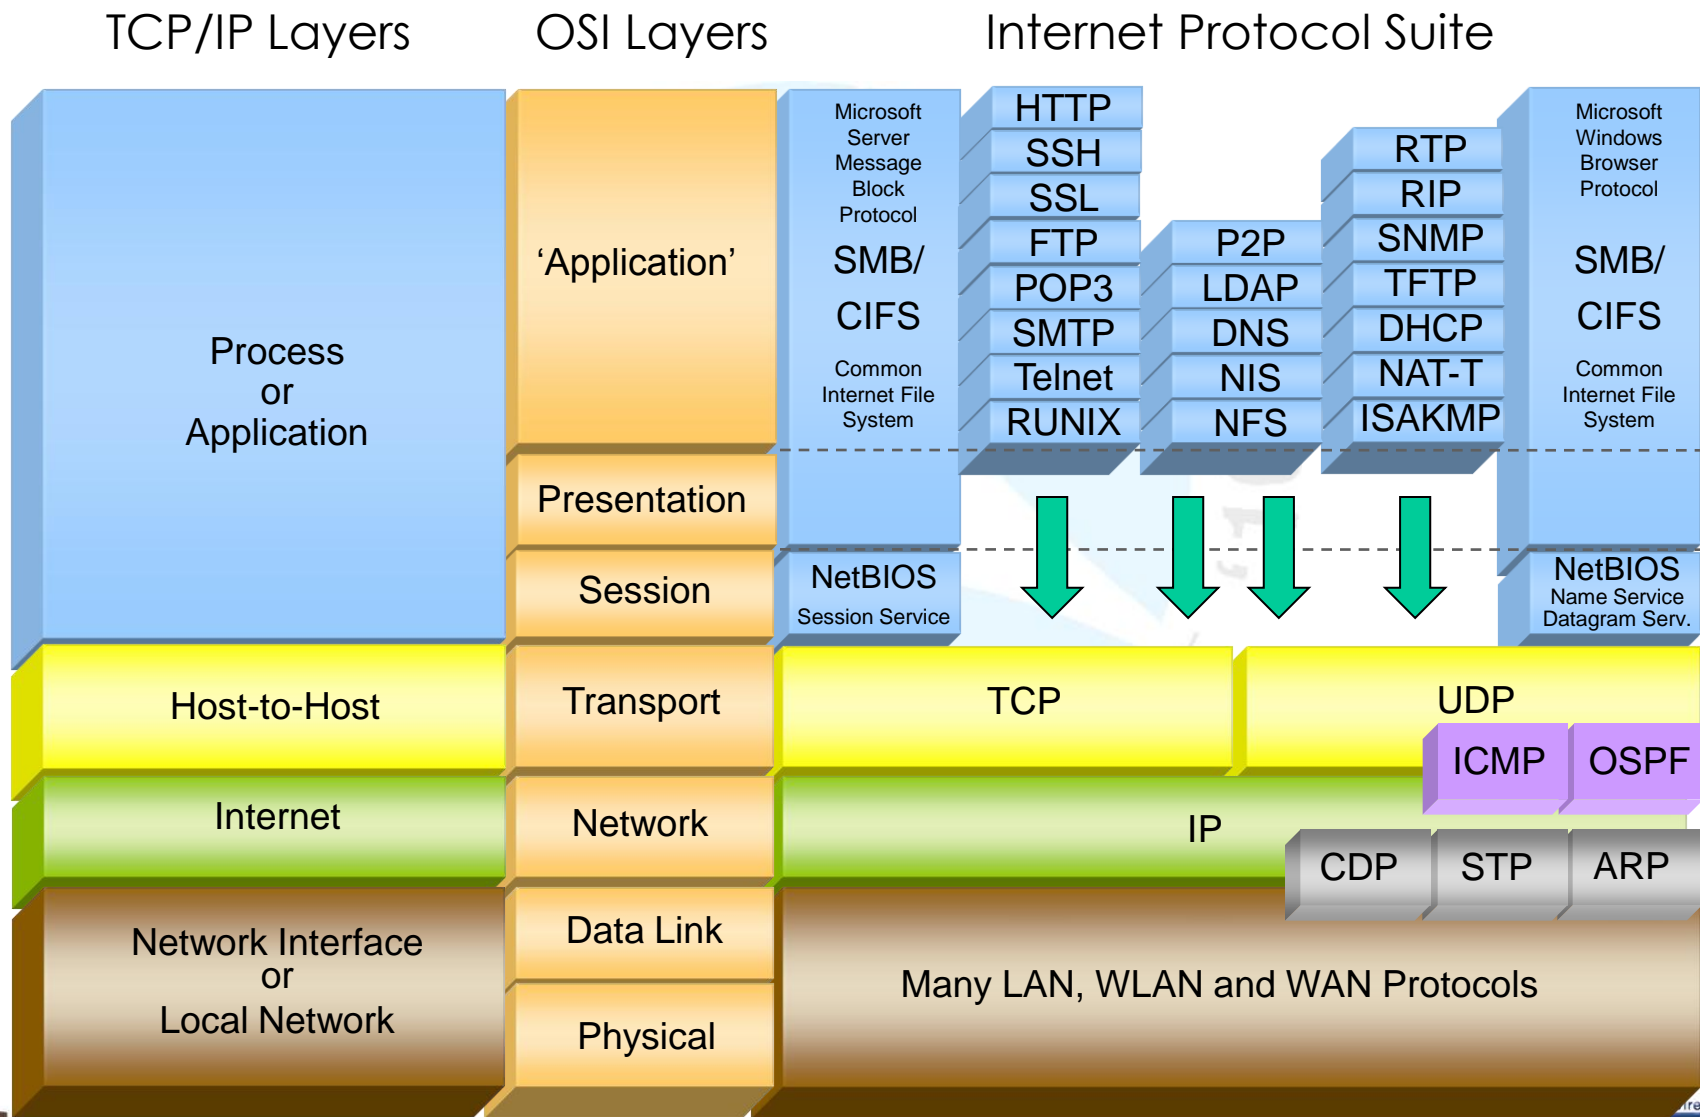 TCP/IP Layers
OSI Layers
Internet Protocol Suite
Process
or
Application
Host-to-Host
Internet
Network Interface
or
Local Network
‘Application’
Presentation
Session
Transport
Network
Data Link
Physical
Microsoft
Server
Message
Block
Protocol
SMB/
CIFS
Common
Internet File
System
NetBIOS
Session Service
HTTP
SSH
SSL
FTP
POP3
SMTP
Telnet
RUNIX
P2P
LDAP
DNS
NIS
NFS
RTP
RIP
SNMP
TFTP
DHCP
NAT-T
ISAKMP
Microsoft
Windows
Browser
Protocol
SMB/
CIFS
Common
Internet File
System
NetBIOS
Name Service
Datagram Serv.
TCP
UDP
ICMP
OSPF
IP
CDP
STP
ARP
Many LAN, WLAN and WAN Protocols